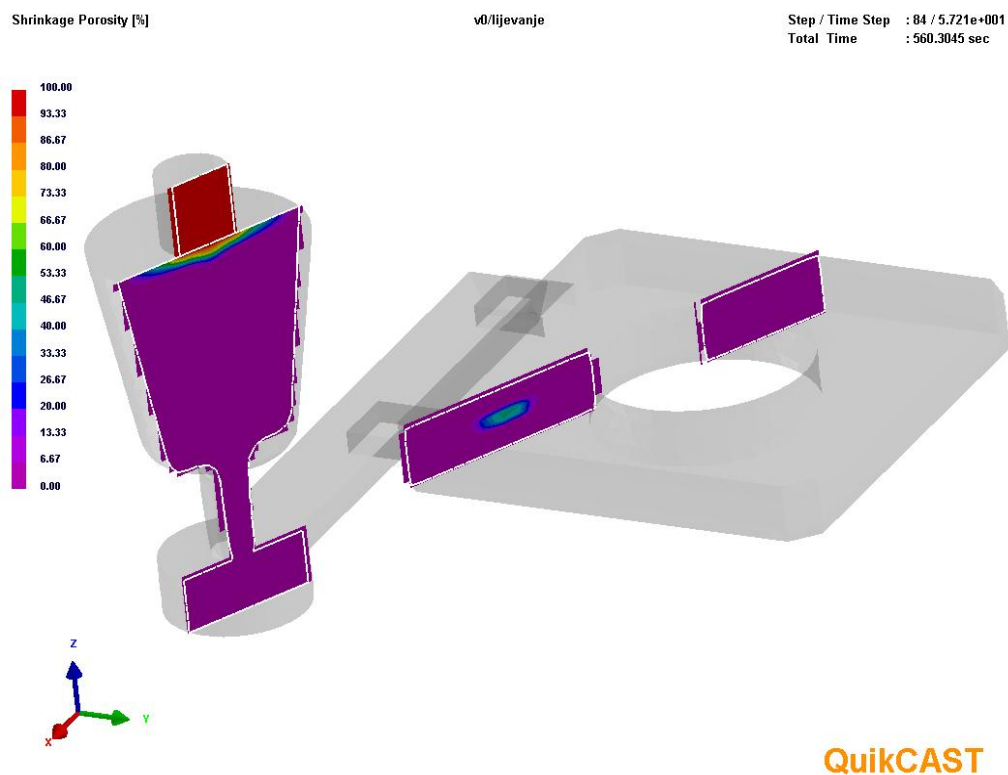 Shrinkage Porosity [%]
v0/lijevanje
Step / Time Step : 84 / 5.721e+001
Total Time : 560.3045 sec
100.00
93.33
86.67
80.00
73.33
66.67
60.00
53.33
46.67
40.00
33.33
26.67
20.00
13.33
6.67
0.00
Z
Y
X
QuikCAST